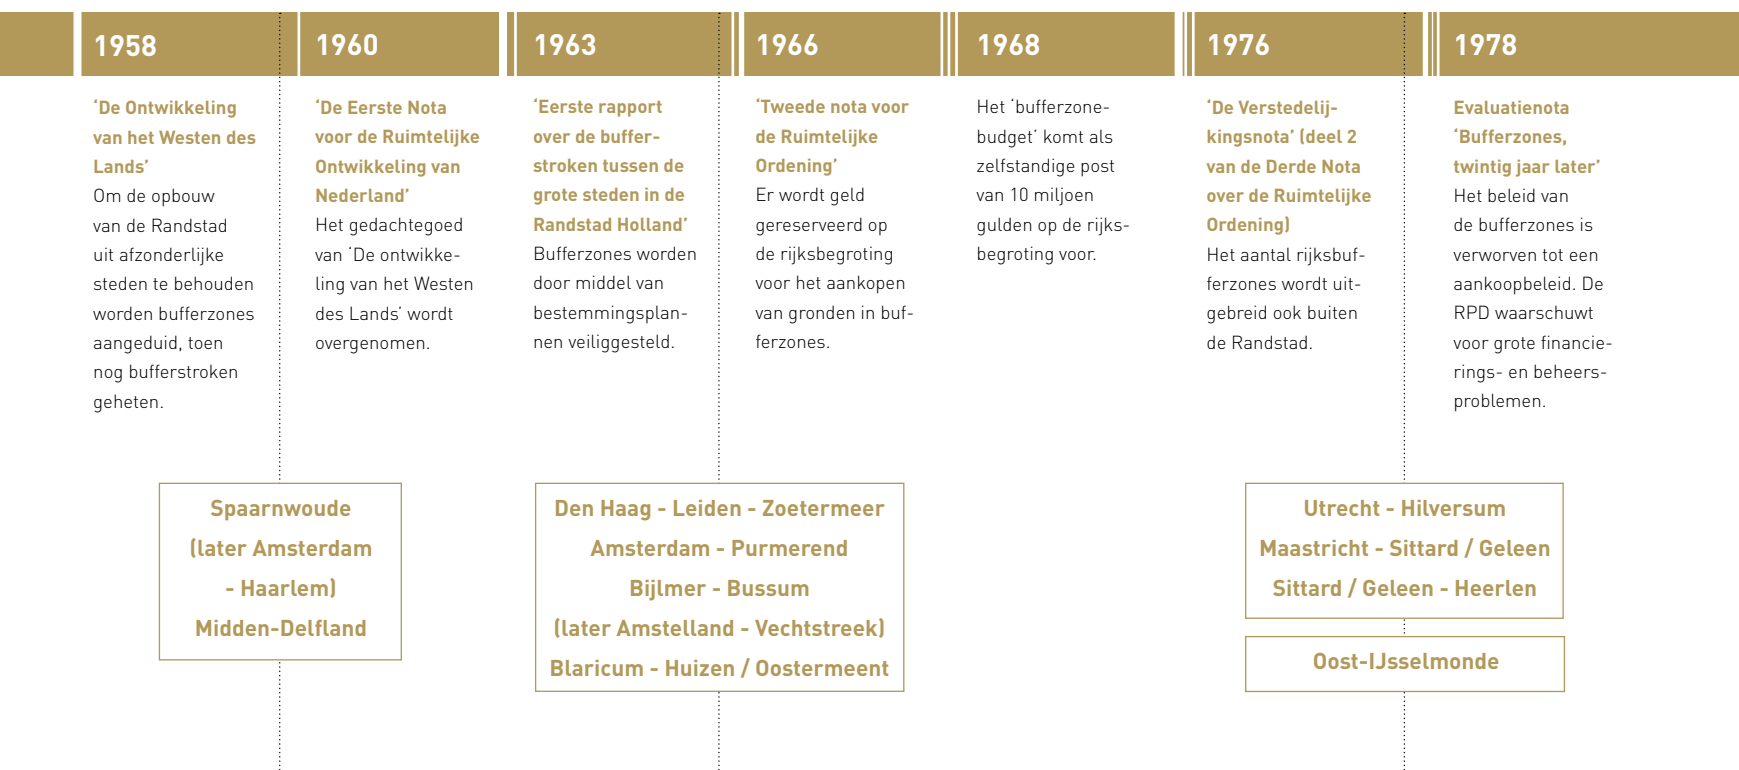 1958
‘De Ontwikkeling
van het Westen des
Lands’
Om de opbouw
van de Randstad
uit afzonderlijke
steden te behouden
worden bufferzones
aangeduid, toen
nog bufferstroken
geheten.
1960
‘De Eerste Nota
voor de Ruimtelijke
Ontwikkeling van
Nederland’
Het gedachtegoed
van ‘De ontwikke-
ling van het Westen
des Lands’ wordt
overgenomen.
1963
‘Eerste rapport
over de buffer-
stroken tussen de
grote steden in de
Randstad Holland’
Bufferzones worden
door middel van
bestemmingsplan-
nen veiliggesteld.
1966
‘Tweede nota voor
de Ruimtelijke
Ordening’
Er wordt geld
gereserveerd op
de rijksbegroting
voor het aankopen
van gronden in buf-
ferzones.
1968
Het ‘bufferzone-
budget’ komt als
zelfstandige post
van 10 miljoen
gulden op de rijks-
begroting voor.
1976
‘De Verstedelij-
kingsnota’ (deel 2
van de Derde Nota
over de Ruimtelijke
Ordening)
Het aantal rijksbuf-
ferzones wordt uit-
gebreid ook buiten
de Randstad.
1978
Evaluatienota
‘Bufferzones,
twintig jaar later’
Het beleid van
de bufferzones is
verworven tot een
aankoopbeleid. De
RPD waarschuwt
voor grote financie-
rings- en beheers-
problemen.
Spaarnwoude
(later Amsterdam
- Haarlem)
Midden-Delfland
Den Haag - Leiden - Zoetermeer
Amsterdam - Purmerend
Bijlmer - Bussum
(later Amstelland - Vechtstreek)
Blaricum - Huizen / Oostermeent
Utrecht - Hilversum
Maastricht - Sittard / Geleen
Sittard / Geleen - Heerlen
Oost-IJsselmonde